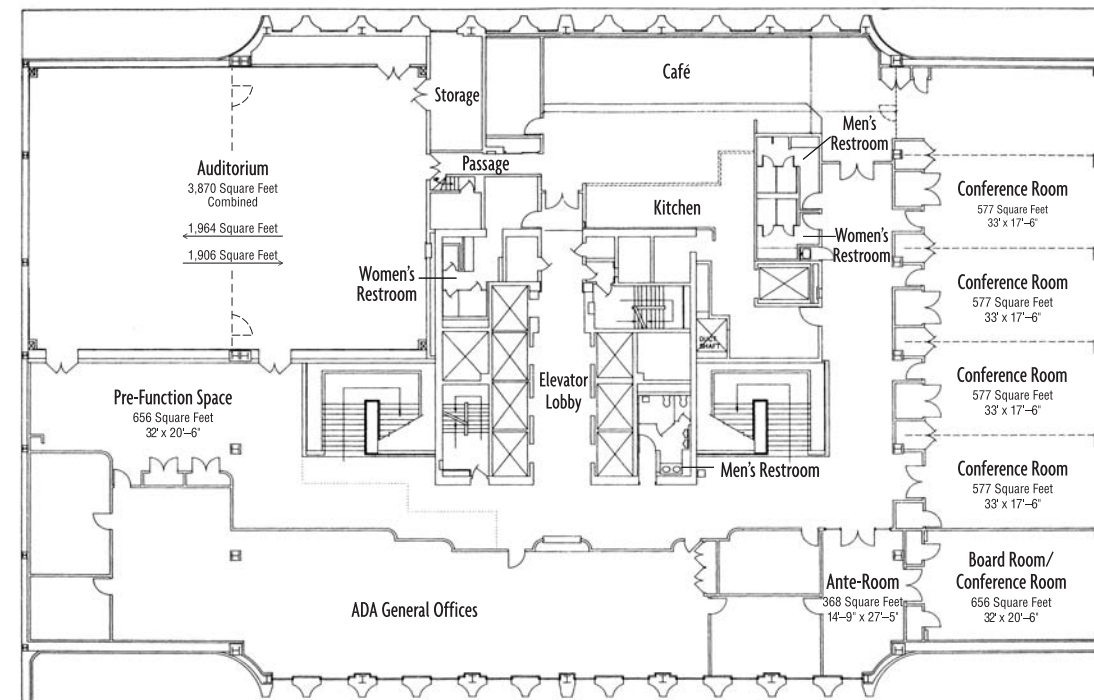 Café
Storage
Men's
Restroom
Passage
Auditorium
3,870 Square Feet
Combined
1,964 Square Feet
1,906 Square Feet
Conference Room
577 Square Feet
33' x 17'–6"
Kitchen
Women's
Restroom
Women's
Restroom
Conference Room
577 Square Feet
33' x 17'–6"
DUCT
SHAFT
Elevator
Lobby
Conference Room
577 Square Feet
33' x 17'–6"
Pre-Function Space
656 Square Feet
32' x 20'–6"
Men's Restroom
Conference Room
577 Square Feet
33' x 17'–6"
ADA General Offices
Ante-Room
368 Square Feet
14'–9" x 27'–5"
Board Room/
Conference Room
656 Square Feet
32' x 20'–6"